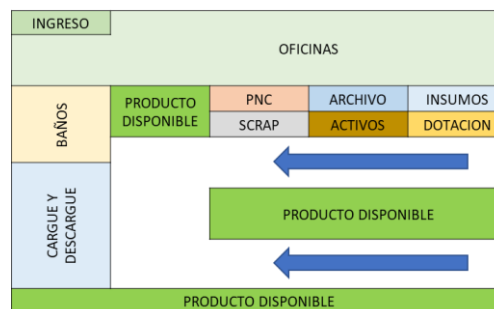 INGRESO
OFICINAS
BAÑOS
PRODUCTO
DISPONIBLE
PNC
ARCHIVO
INSUMOS
SCRAP
ACTIVOS
DOTACION
CARGUE Y
DESCARGUE
PRODUCTO DISPONIBLE
PRODUCTO DISPONIBLE